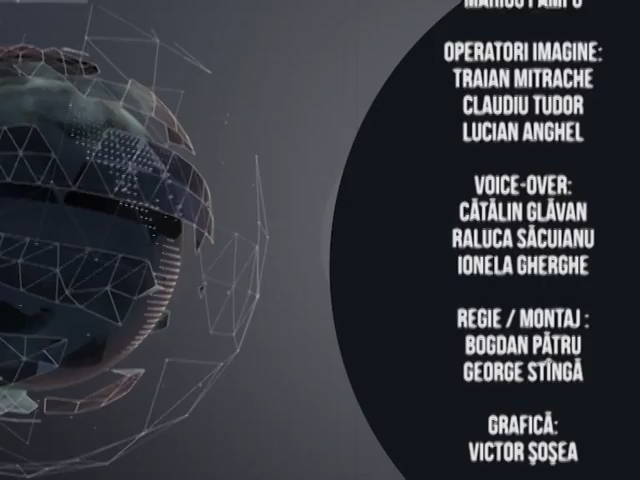 OPERATORI IMAGINE:
TRAIAN MITRACHE
CLAUDIU TUDOR
LUCIAN ANGHEL
VOICE-OVER:
CĂTĂLIN GLĂVAN
RALUCA SĂCUIANU
IONELA GHERGHE
REGIE / MONTAJ :
BOGDAN PĂTRU
GEORGE STÎNGĂ
GRAFICĂ:
VICTOR ȘOȘEA